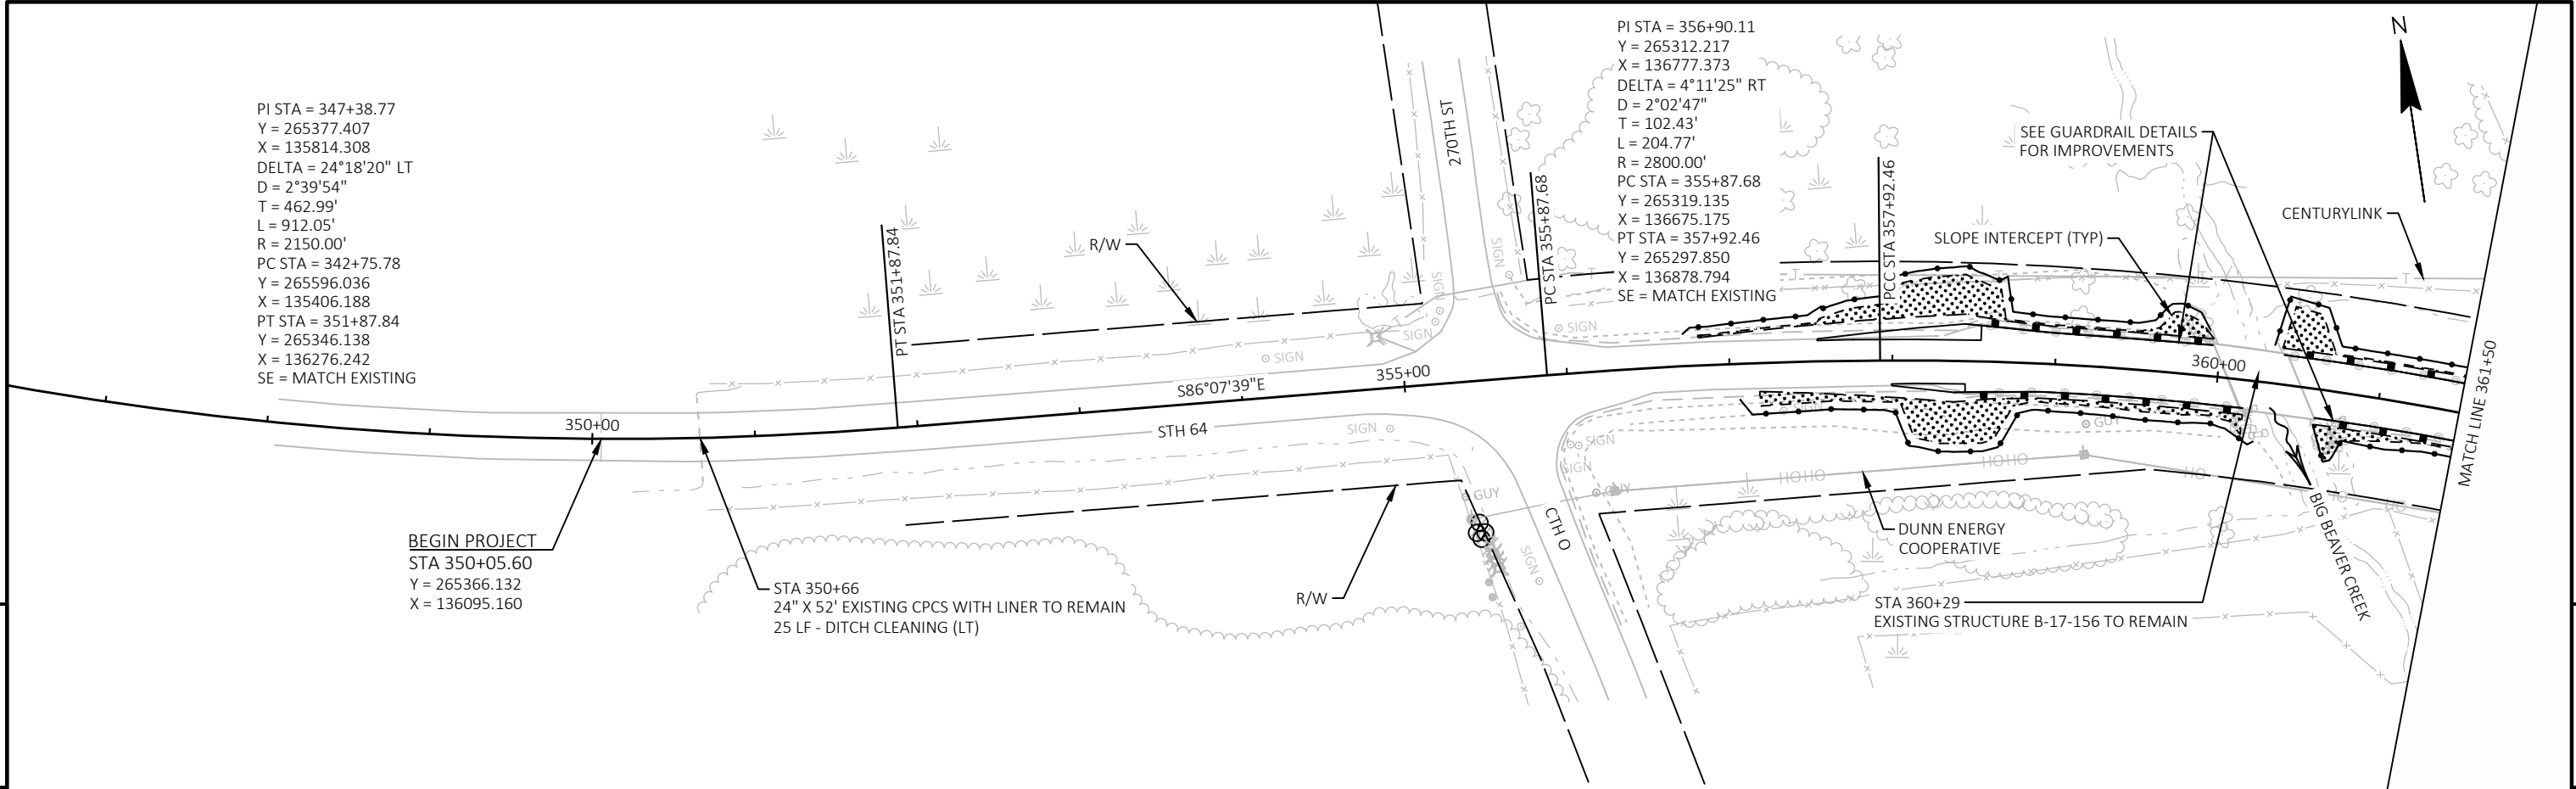 PI STA = 347+38.77
Y = 265377.407
X = 135814.308
DELTA = 24°18'20" LT
D = 2°39'54"
T = 462.99'
L = 912.05'
R = 2150.00'
PC STA = 342+75.78
Y = 265596.036
X = 135406.188
PT STA = 351+87.84
Y = 265346.138
X = 136276.242
SE = MATCH EXISTING
PI STA = 356+90.11
Y = 265312.217
X = 136777.373
DELTA = 4°11'25" RT
D = 2°02'47"
T = 102.43'
L = 204.77'
R = 2800.00'
PC STA = 355+87.68
Y = 265319.135
X = 136675.175
PT STA = 357+92.46
Y = 265297.850
X = 136878.794
SE = MATCH EXISTING
N
270TH ST
SEE GUARDRAIL DETAILS
FOR IMPROVEMENTS
CENTURYLINK
SLOPE INTERCEPT (TYP)
R/W
PT STA 351+87.84
PC STA 355+87.68
PCC STA 357+92.46
SIGN
SIGN
SIGN
SIGN
SIGN
T
T
T
T
T
350+00
S86°07'39"E
355+00
360+00
MATCH LINE 361+50
STH 64
SIGN
SIGN
SIGN
SIGN
GUY
GUY
GUY
HOHO
HOHO
HO
HO
HO
CTH O
SIGN
BIG BEAVER CREEK
BEGIN PROJECT
STA 350+05.60
Y = 265366.132
X = 136095.160
STA 350+66
24" X 52' EXISTING CPCS WITH LINER TO REMAIN
25 LF - DITCH CLEANING (LT)
R/W
DUNN ENERGY
COOPERATIVE
STA 360+29
EXISTING STRUCTURE B-17-156 TO REMAIN